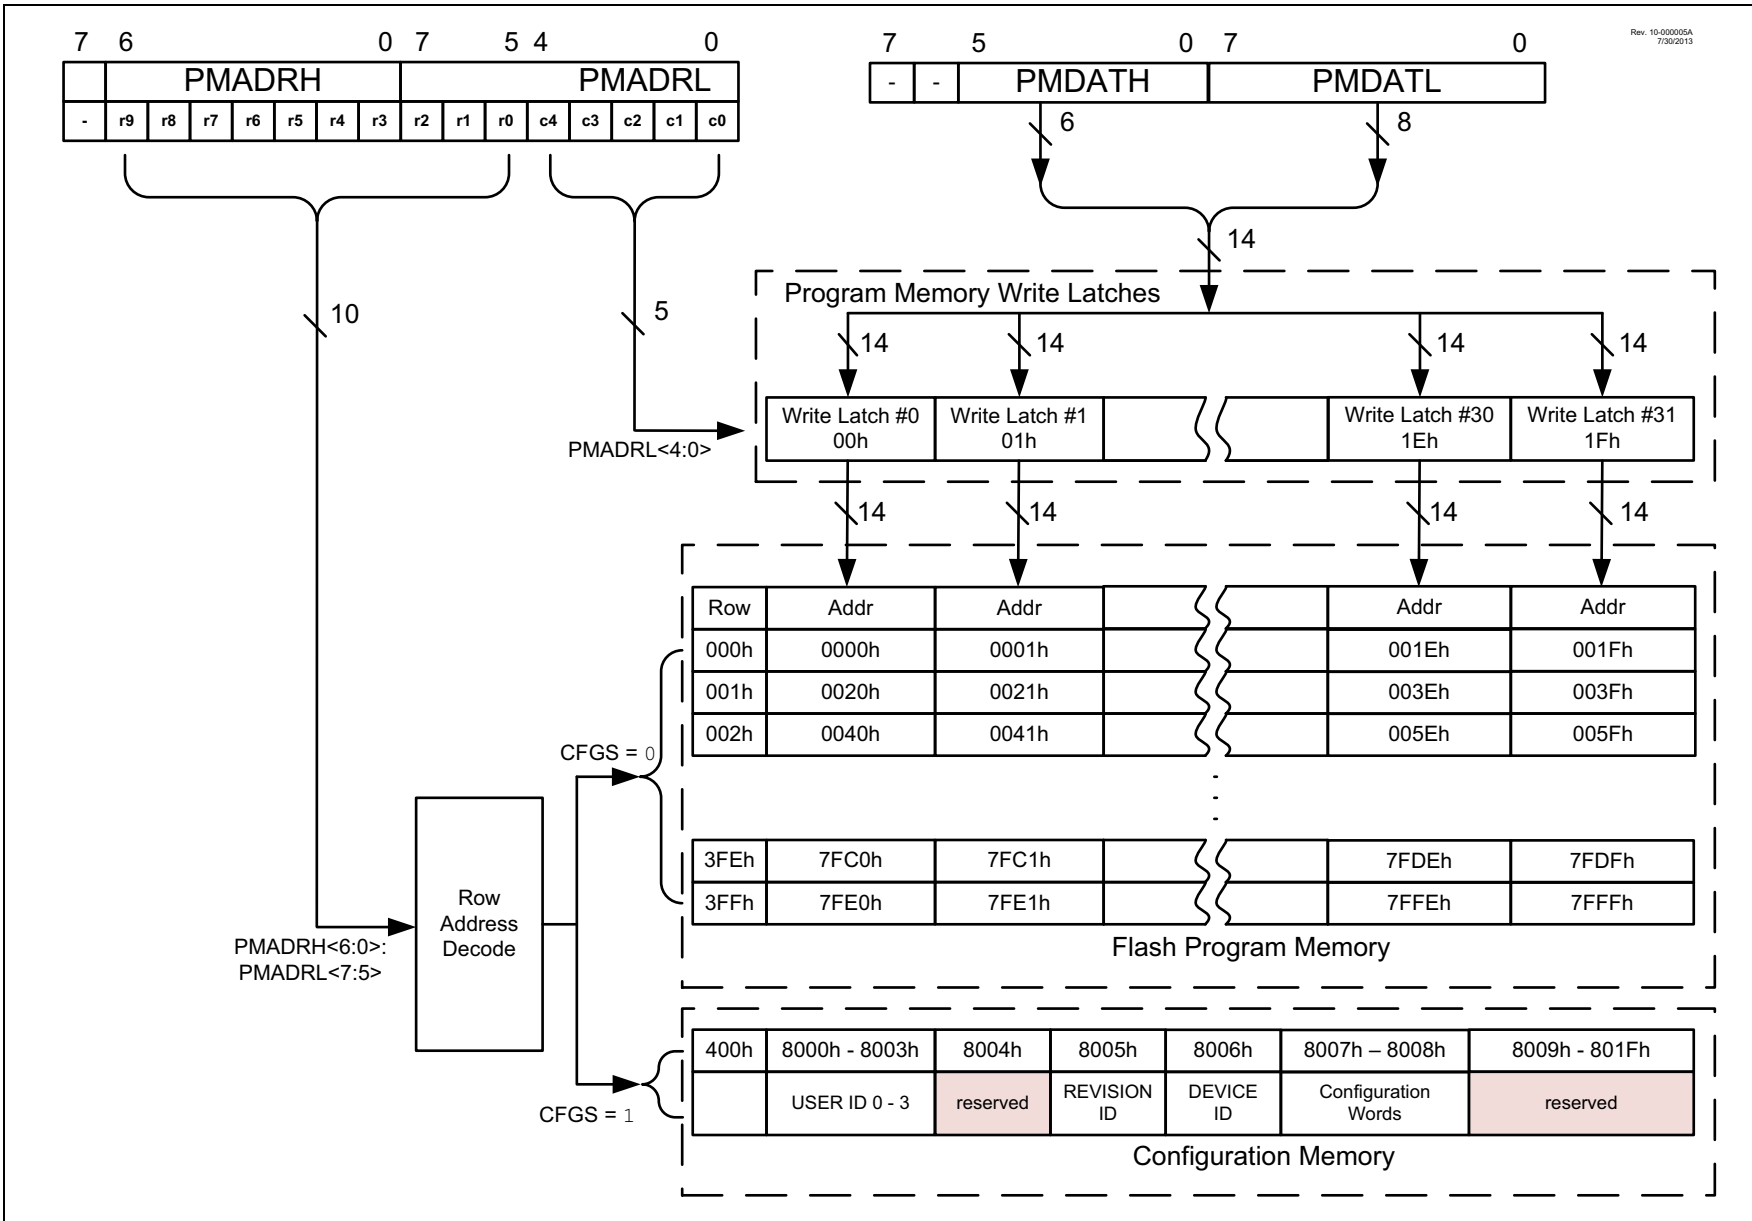 Rev. 10-000005A
7/30/2013
7 6 0 7 5 4 0
PMADRH PMADRL
- r9 r8 r7 r6 r5 r4 r3 r2 r1 r0 c4 c3 c2 c1 c0
7 5 0 7 0
- - PMDATH PMDATL
6 8
14
10 5
Program Memory Write Latches
14 14 14 14
PMADRL<4:0>
Write Latch #0 Write Latch #1 Write Latch #30 Write Latch #31
00h 01h 1Eh 1Fh
14 14 14 14
Row Addr Addr Addr Addr
000h 0000h 0001h 001Eh 001Fh
001h 0020h 0021h 003Eh 003Fh
002h 0040h 0041h 005Eh 005Fh
CFGS = 0
3FEh 7FC0h 7FC1h 7FDEh 7FDFh
3FFh 7FE0h 7FE1h 7FFEh 7FFFh
Flash Program Memory
Row
Address
Decode
PMADRH<6:0>:
PMADRL<7:5>
400h 8000h - 8003h 8004h 8005h 8006h 8007h – 8008h 8009h - 801Fh
USER ID 0 - 3 reserved REVISION ID DEVICE ID Configuration Words reserved
CFGS = 1
Configuration Memory